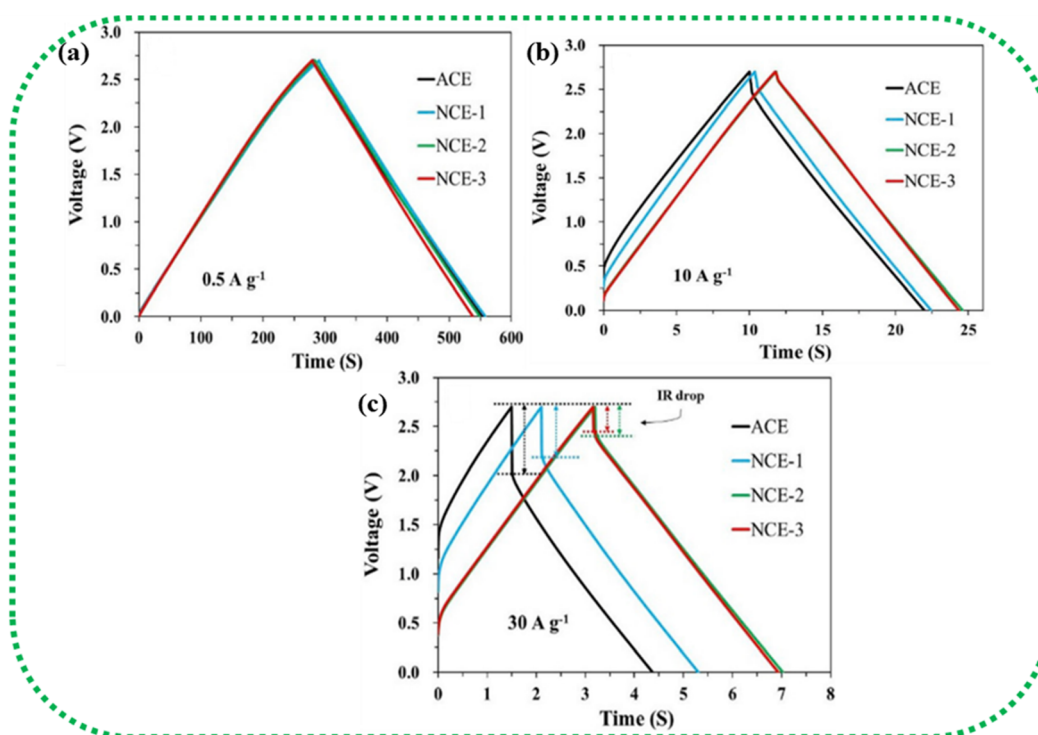 (a)
3.0
2.5
2.0
1.5
1.0
0.5
0.0
Voltage (V)
ACE
NCE-1
NCE-2
NCE-3
0.5 A g⁻¹
0 100 200 300 400 500 600
Time (S)
(b)
3.0
2.5
2.0
1.5
1.0
0.5
0.0
Voltage (V)
ACE
NCE-1
NCE-2
NCE-3
10 A g⁻¹
0 5 10 15 20 25
Time (S)
(c)
3.0
2.5
2.0
1.5
1.0
0.5
0.0
Voltage (V)
IR drop
ACE
NCE-1
NCE-2
NCE-3
30 A g⁻¹
0 1 2 3 4 5 6 7 8
Time (S)